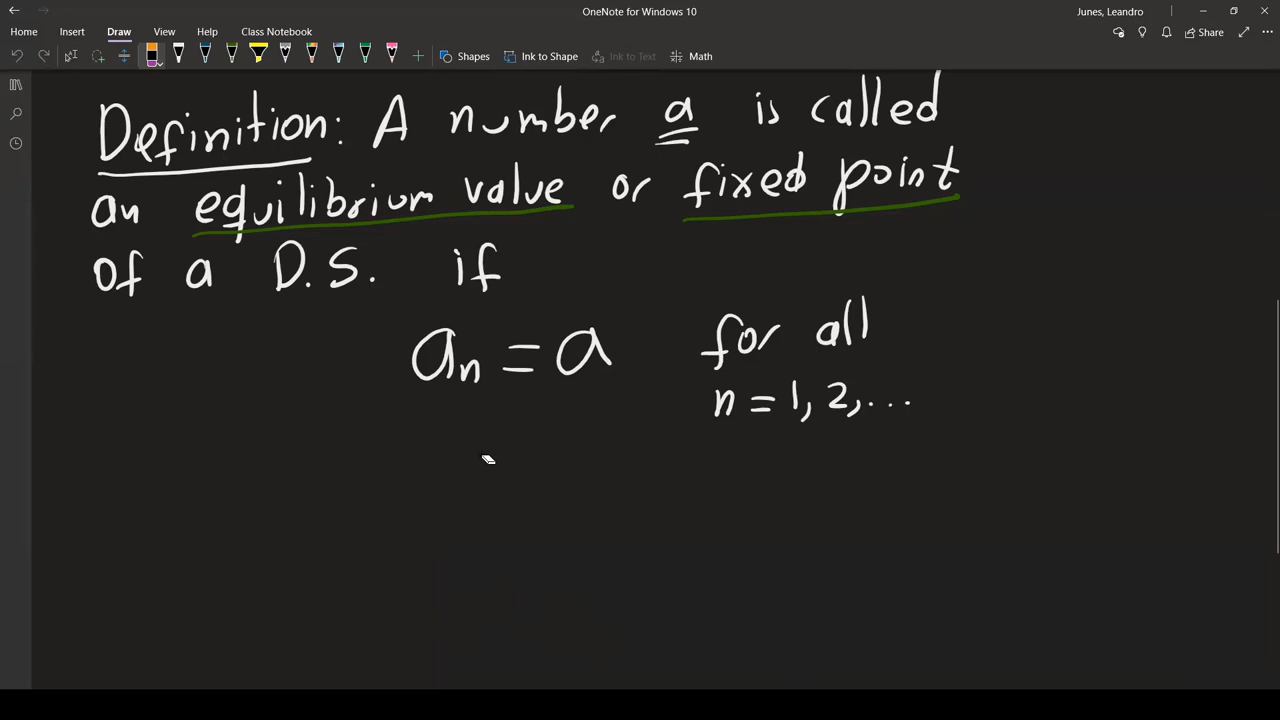 OneNote for Windows 10
Junes, Leandro
Home Insert Draw View Help Class Notebook
Share
Shapes Ink to Shape Ink to Text Math
Definition: A number a is called
an equilibrium value or fixed point
of a D.S. if
aₙ = a for all
n = 1, 2, ...